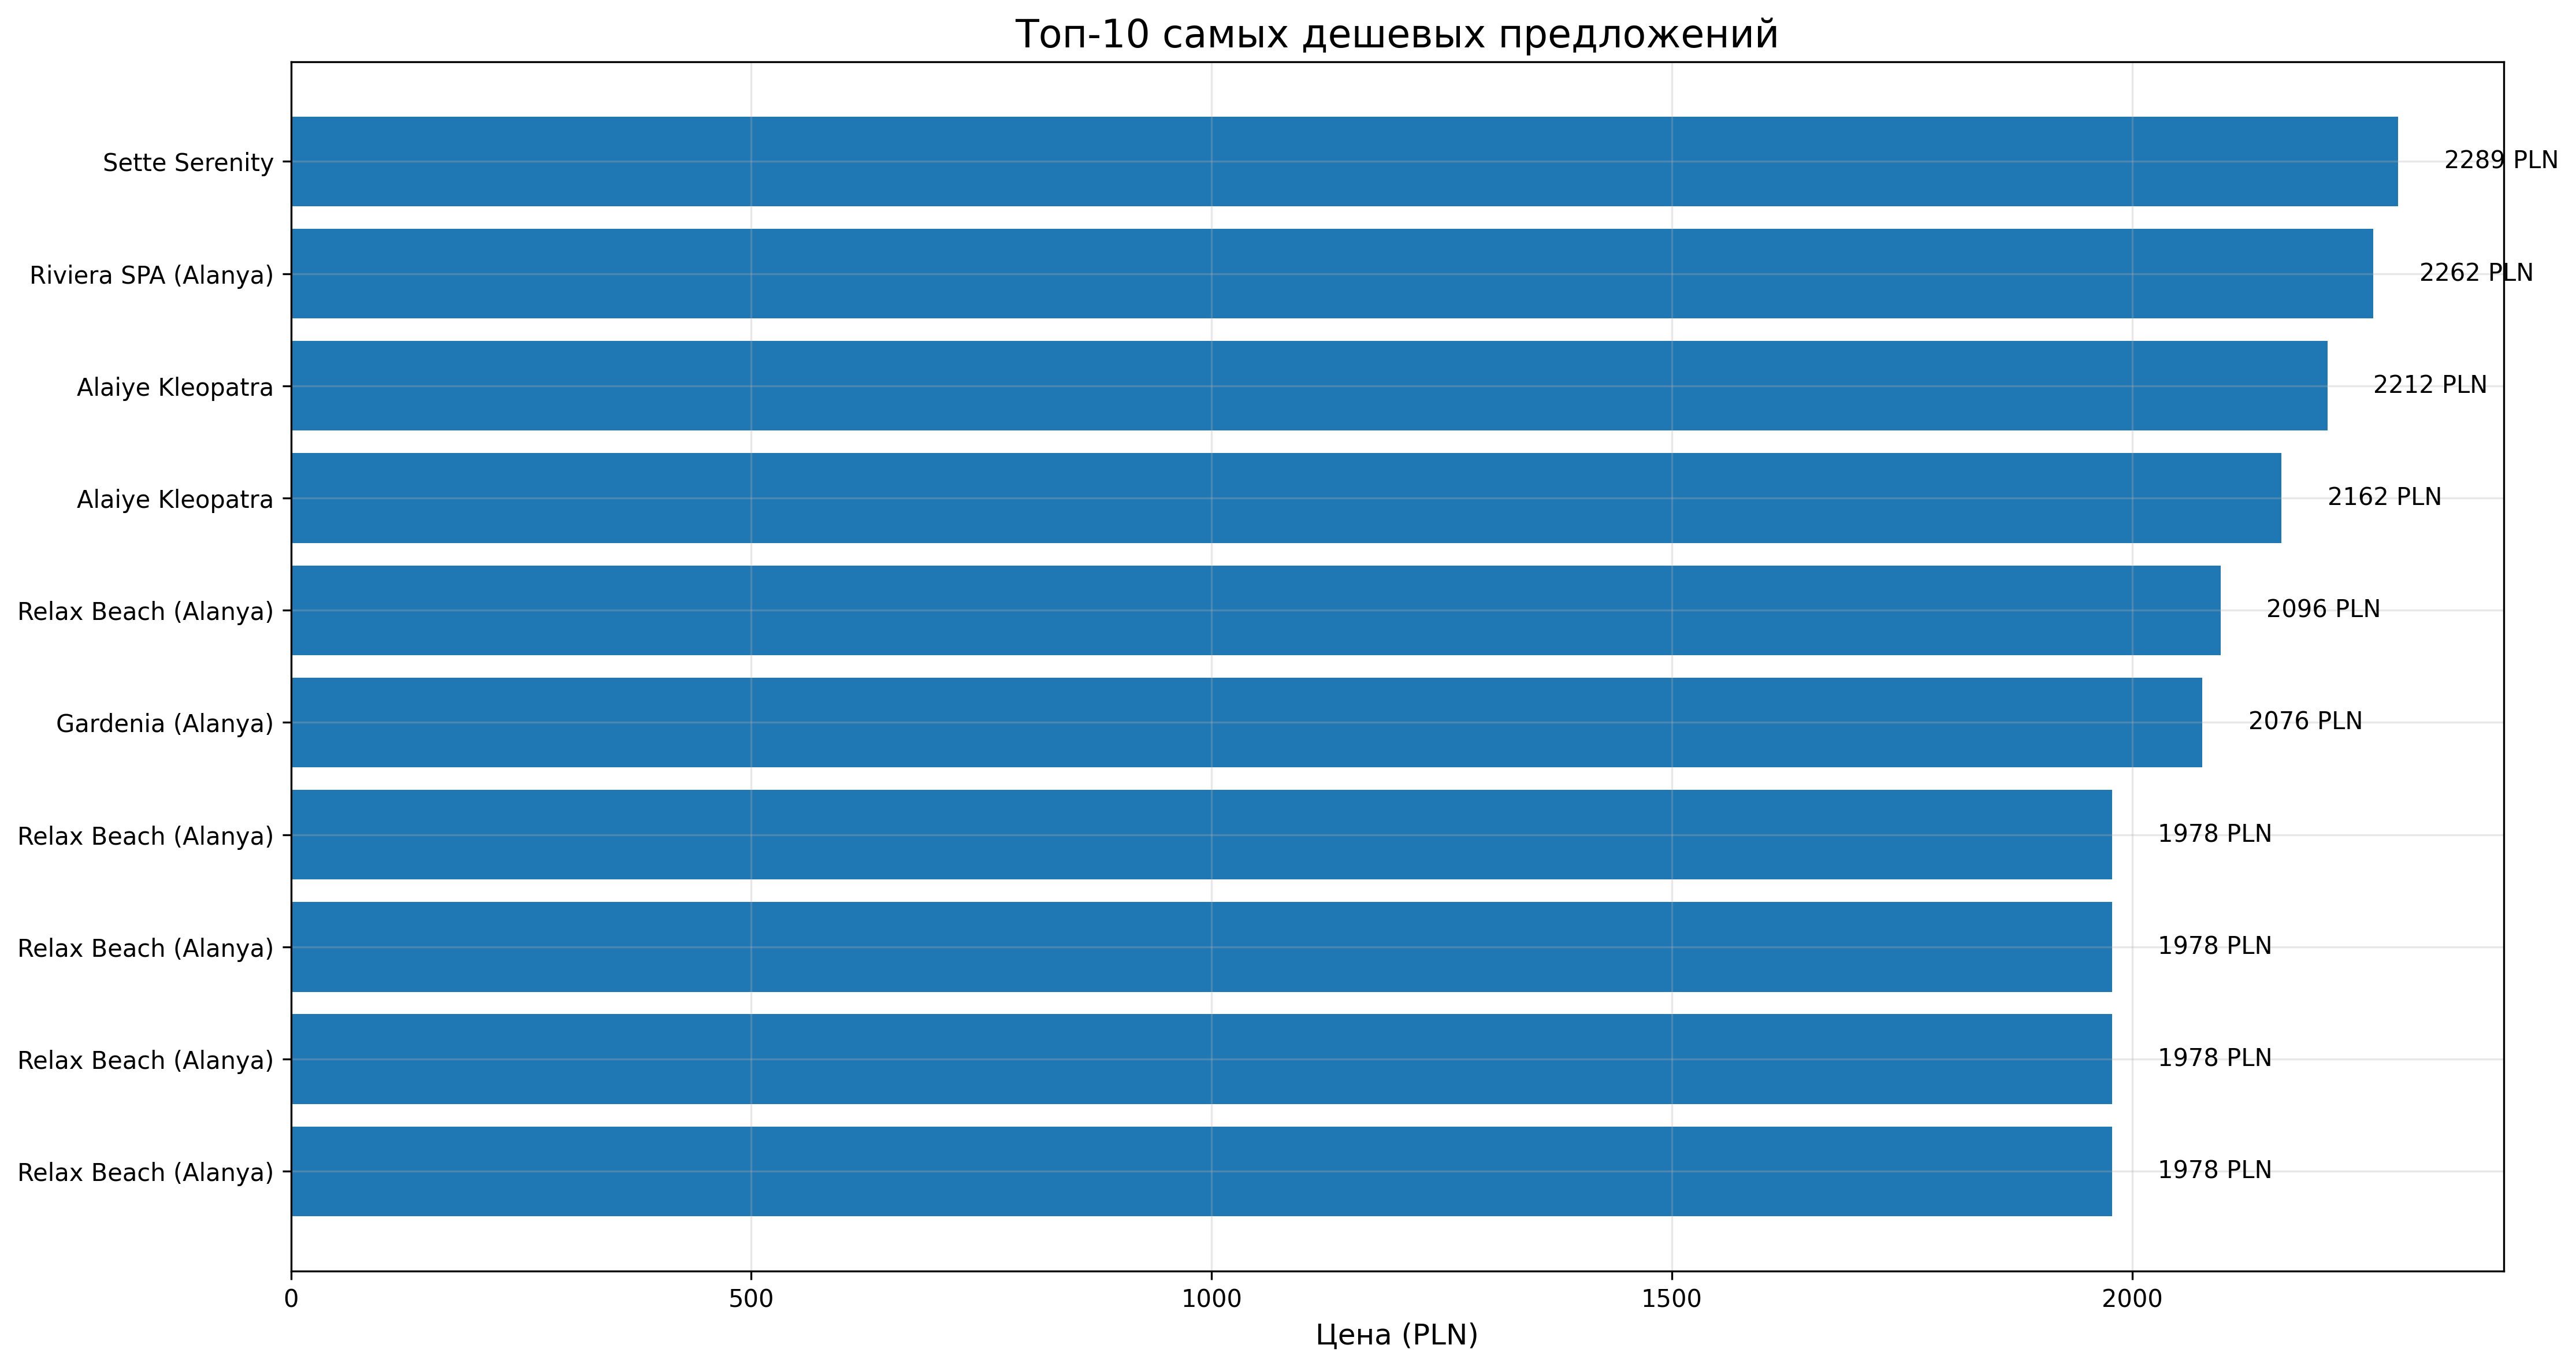 Топ-10 самых дешевых предложений
Sette Serenity
2289 PLN
Riviera SPA (Alanya)
2262 PLN
Alaiye Kleopatra
2212 PLN
Alaiye Kleopatra
2162 PLN
Relax Beach (Alanya)
2096 PLN
Gardenia (Alanya)
2076 PLN
Relax Beach (Alanya)
1978 PLN
Relax Beach (Alanya)
1978 PLN
Relax Beach (Alanya)
1978 PLN
Relax Beach (Alanya)
1978 PLN
0 500 1000 1500 2000
Цена (PLN)